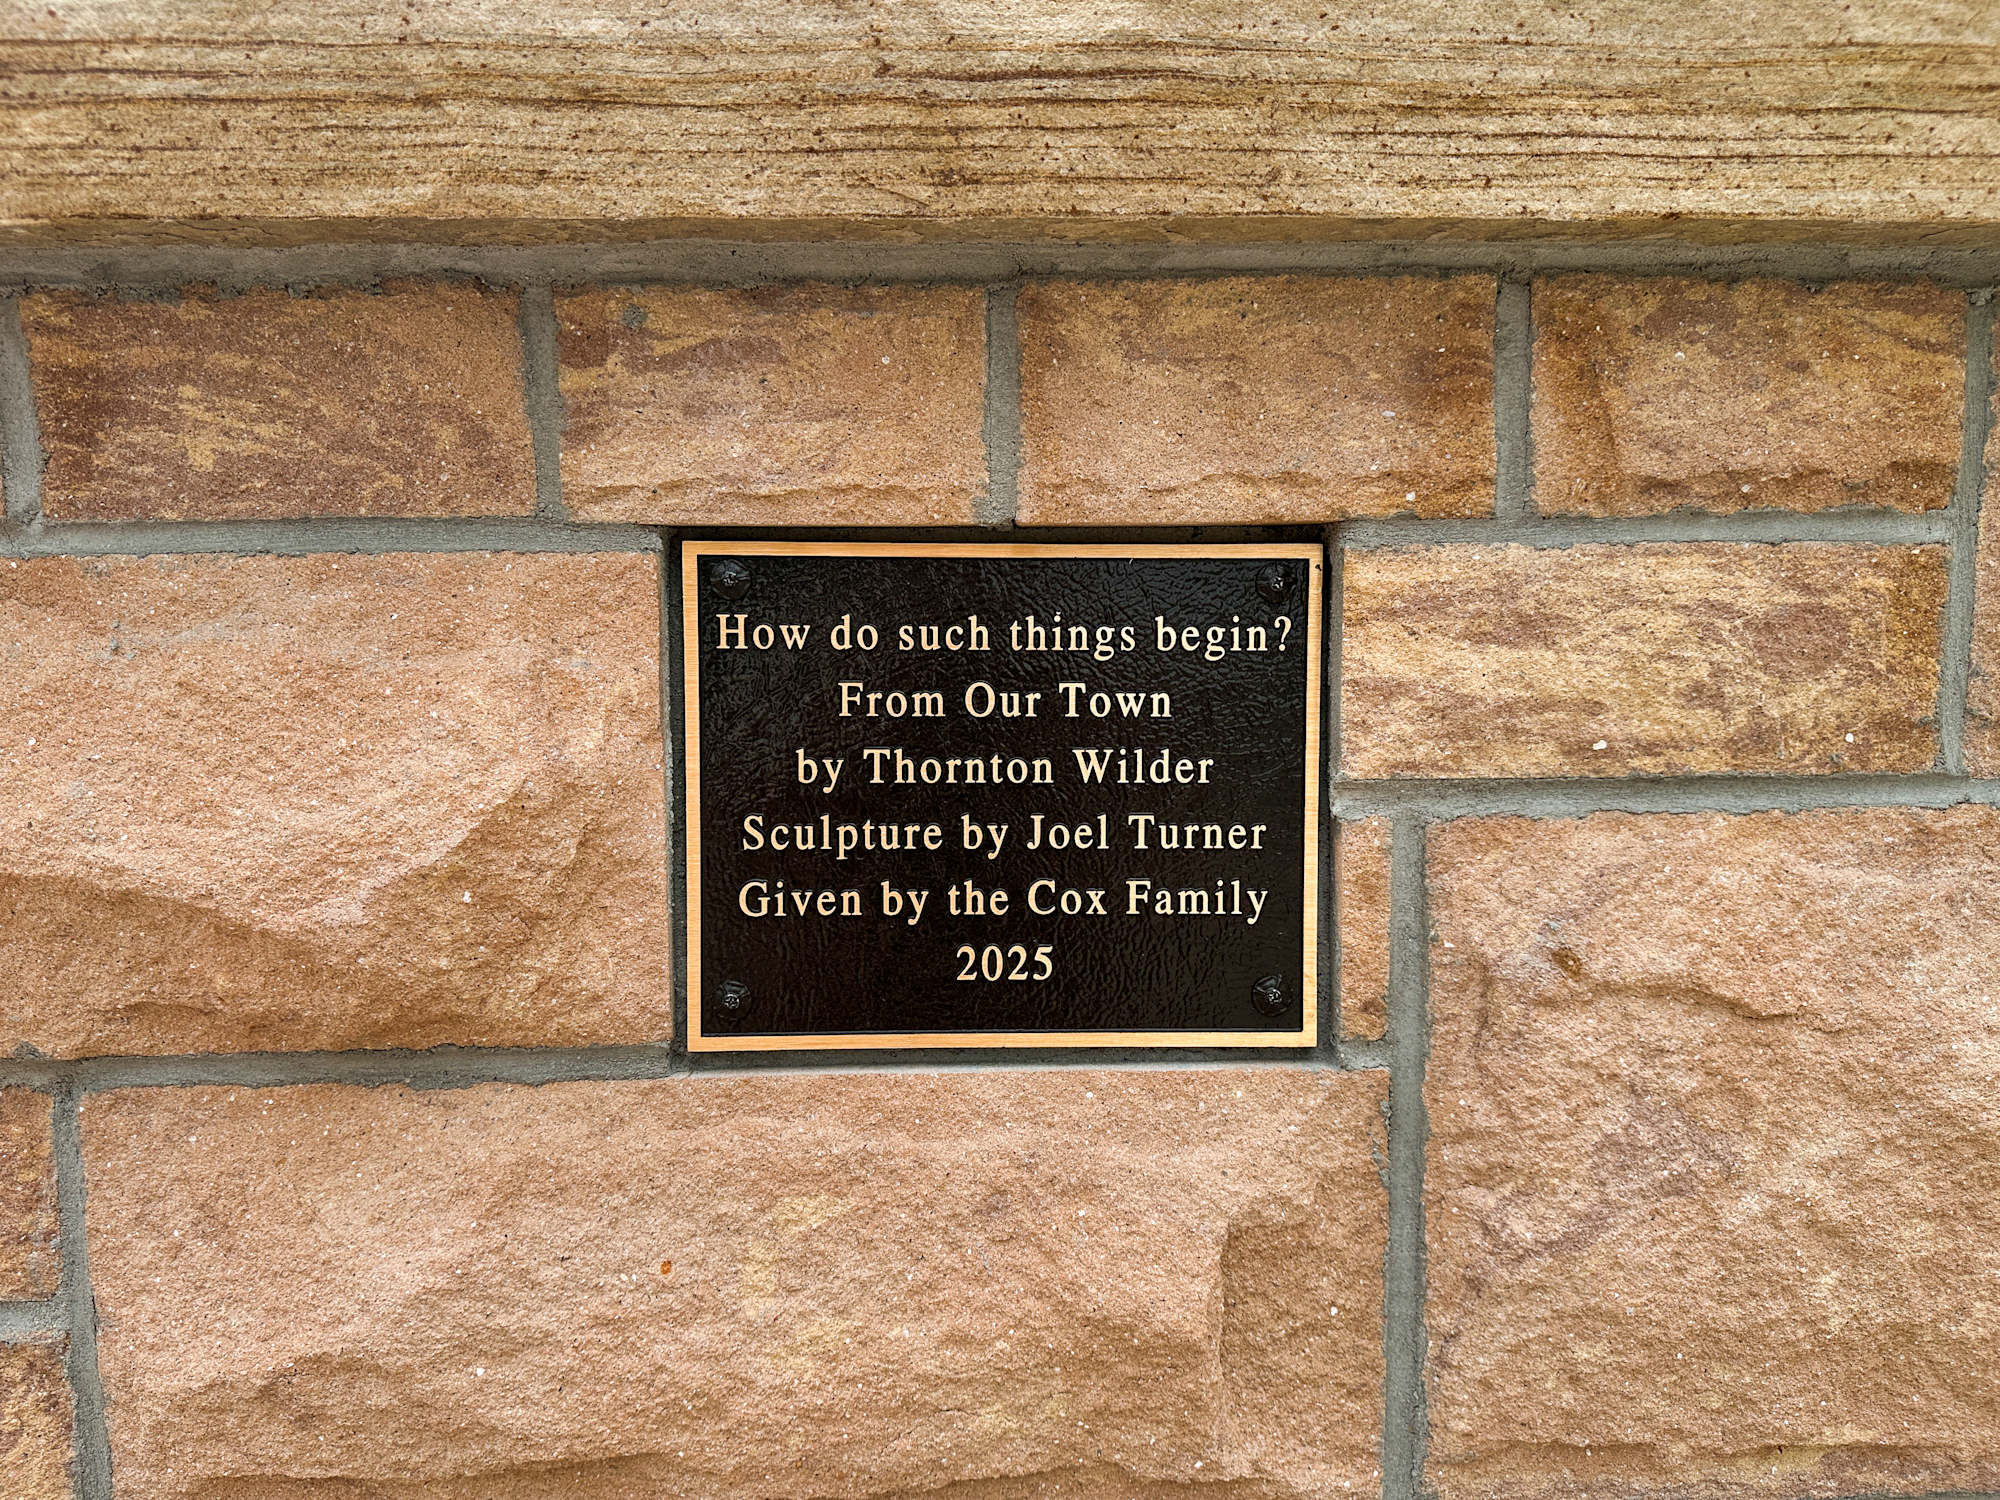 How do such things begin?
From Our Town
by Thornton Wilder
Sculpture by Joel Turner
Given by the Cox Family
2025